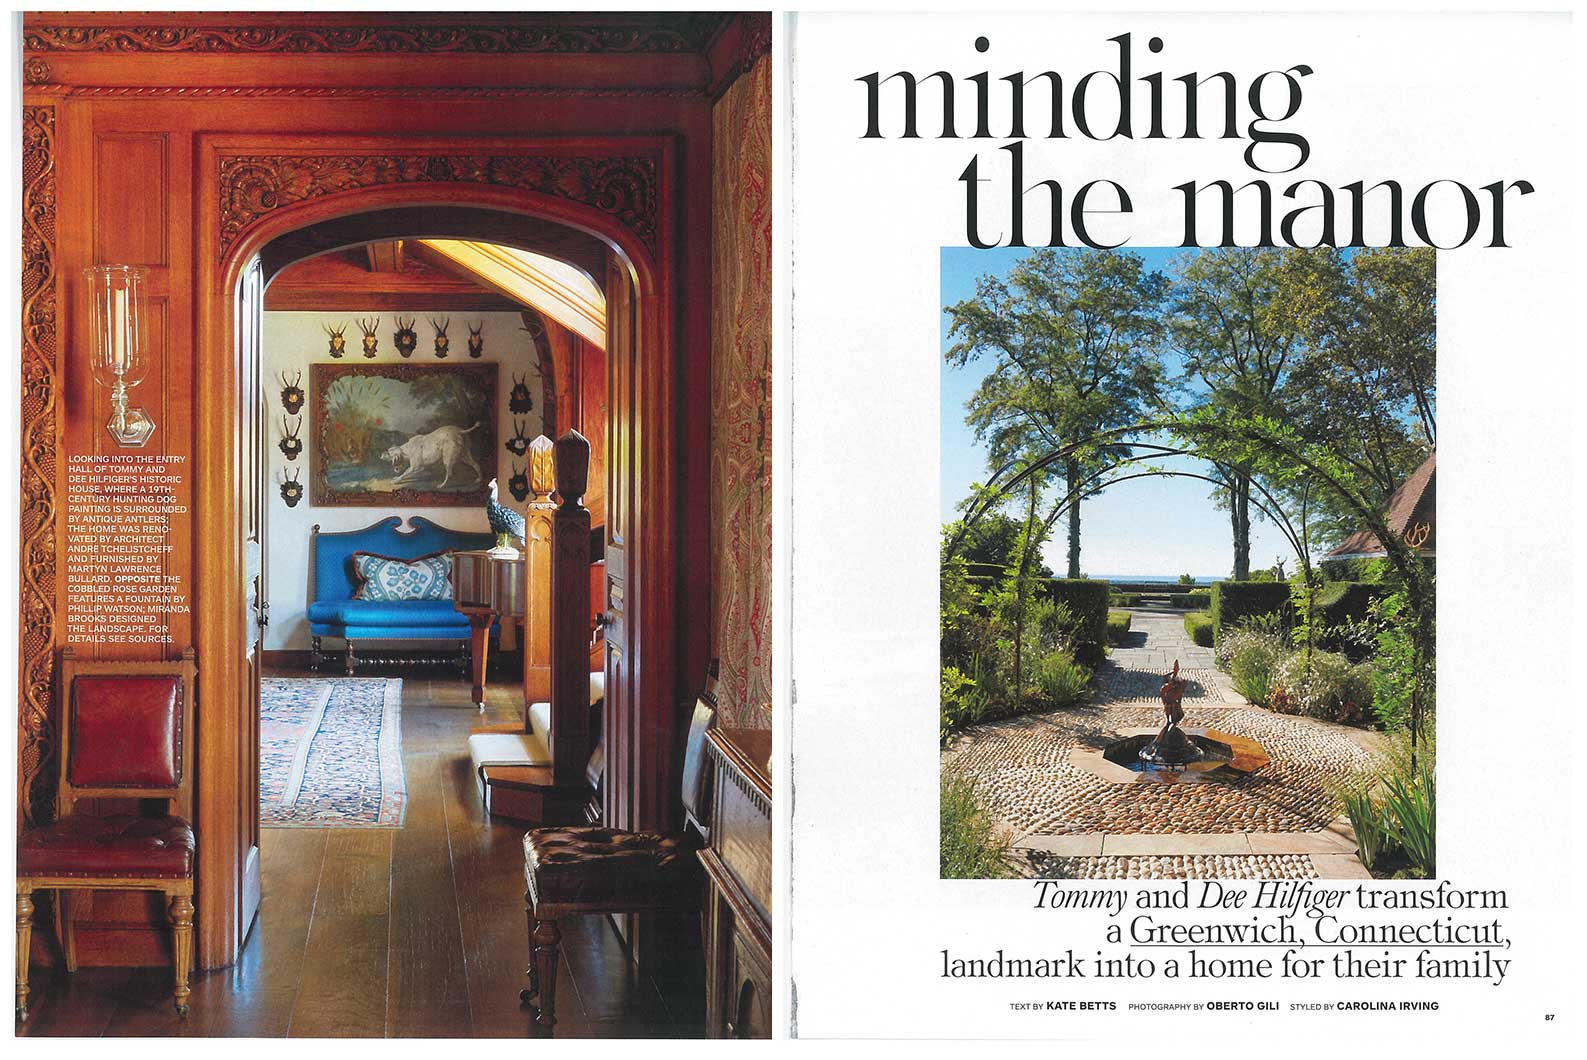 LOOKING INTO THE ENTRY
HALL OF TOMMY AND
DEE HILFIGER'S HISTORIC
HOUSE, WHERE A 19TH-
CENTURY HUNTING DOG
PAINTING IS SURROUNDED
BY ANTIQUE ANTLERS;
THE HOME WAS RENO-
VATED BY ARCHITECT
ANDRE TCHELISTCHEFF
AND FURNISHED BY
MARTYN LAWRENCE
BULLARD. OPPOSITE THE
COBBLED ROSE GARDEN
FEATURES A FOUNTAIN BY
PHILLIP WATSON; MIRANDA
BROOKS DESIGNED
THE LANDSCAPE. FOR
DETAILS SEE SOURCES.
minding
the manor
Tommy and Dee Hilfiger transform
a Greenwich, Connecticut,
landmark into a home for their family
TEXT BY KATE BETTS PHOTOGRAPHY BY OBERTO GILI STYLED BY CAROLINA IRVING
87